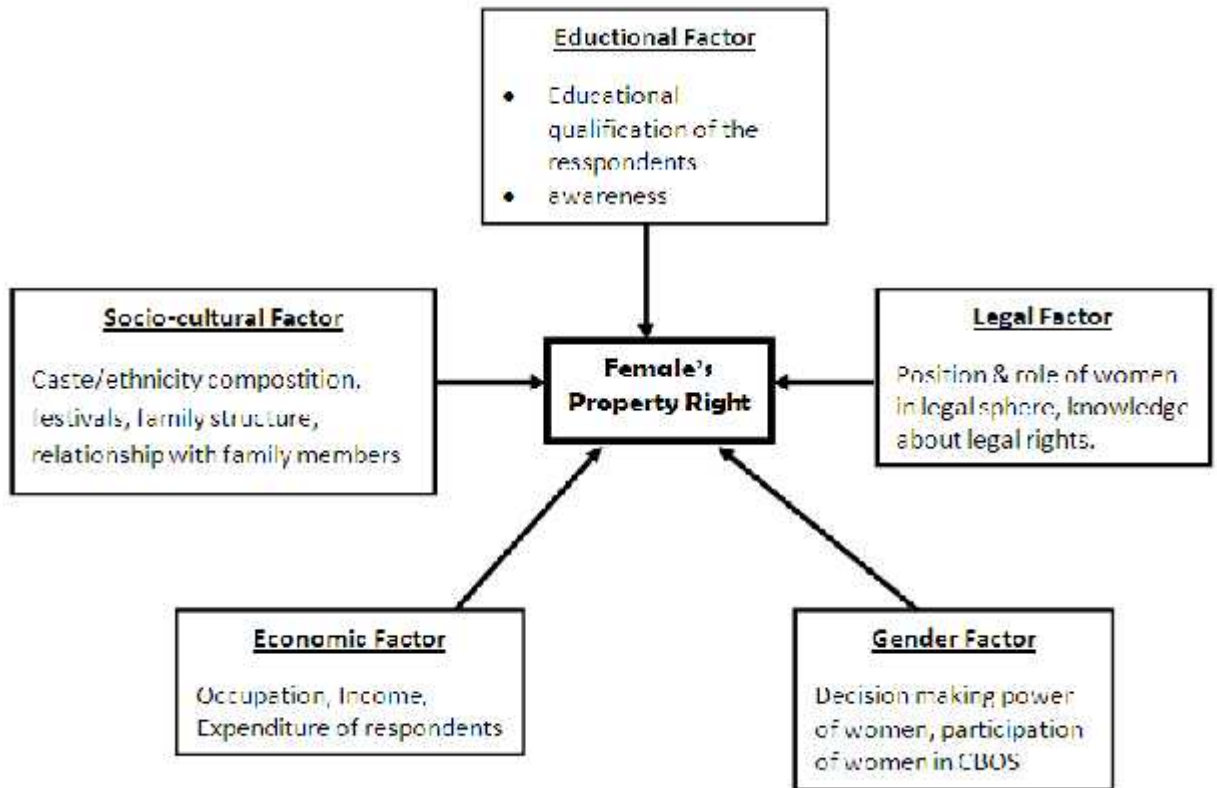 Eductional Factor
• Educational
qualification of the
resspondents
• awareness
Socio-cultural Factor
Caste/ethnicity compostition,
festivals, family structure,
relationship with family members
Female's
Property Right
Legal Factor
Position & role of women
in legal sphere, knowledge
about legal rights.
Economic Factor
Occupation, Income,
Expenditure of respondents
Gender Factor
Decision making power
of women, participation
of women in CBOS